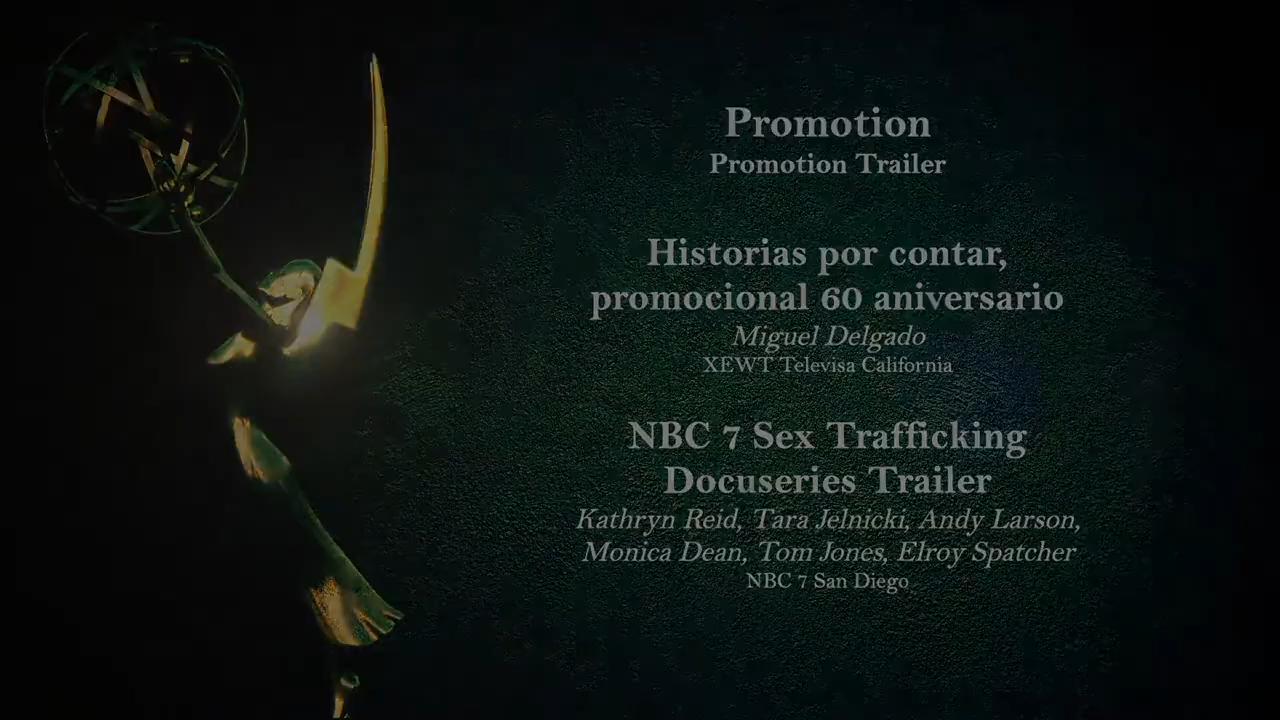 Promotion
Promotion Trailer
Historias por contar,
promocional 60 aniversario
Miguel Delgado
XEWT Televisa California
NBC 7 Sex Trafficking
Docuseries Trailer
Kathryn Reid, Tara Jelnicki, Andy Larson,
Monica Dean, Tom Jones, Elroy Spatcher
NBC 7 San Diego